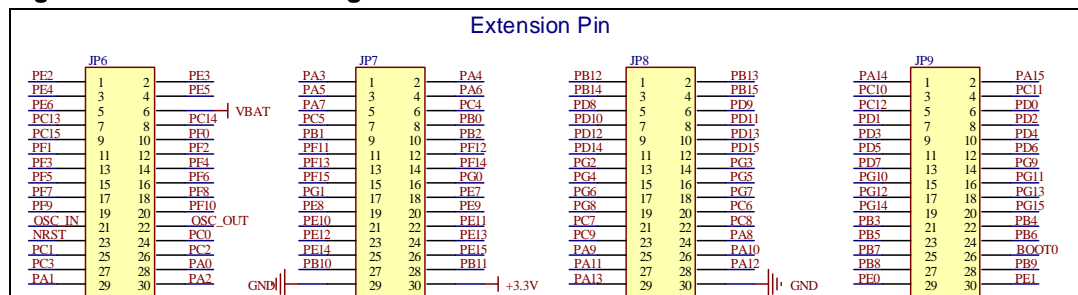 Extension Pin
JP6 JP7 JP8 JP9
PE2 1 2 PE3 PA3 1 2 PA4 PB12 1 2 PB13 PA14 1 2 PA15
PE4 3 4 PE5 PA5 3 4 PA6 PB14 3 4 PB15 PC10 3 4 PC11
PE6 5 6 VBAT PA7 5 6 PC4 PD8 5 6 PD9 PC12 5 6 PD0
PC13 7 8 PC14 PC5 7 8 PB0 PD10 7 8 PD11 PD1 7 8 PD2
PC15 9 10 PF0 PB1 9 10 PB2 PD12 9 10 PD13 PD3 9 10 PD4
PF1 11 12 PF2 PF11 11 12 PF12 PD14 11 12 PD15 PD5 11 12 PD6
PF3 13 14 PF4 PF13 13 14 PF14 PG2 13 14 PG3 PD7 13 14 PG9
PF5 15 16 PF6 PF15 15 16 PG0 PG4 15 16 PG5 PG10 15 16 PG11
PF7 17 18 PF8 PG1 17 18 PE7 PG6 17 18 PG7 PG12 17 18 PG13
PF9 19 20 PF10 PE8 19 20 PE9 PG8 19 20 PC6 PG14 19 20 PG15
OSC_IN 21 22 OSC_OUT PE10 21 22 PE11 PC7 21 22 PC8 PB3 21 22 PB4
NRST 23 24 PC0 PE12 23 24 PE13 PC9 23 24 PA8 PB5 23 24 PB6
PC1 25 26 PC2 PE14 25 26 PE15 PA9 25 26 PA10 PB7 25 26 BOOT0
PC3 27 28 PA0 PB10 27 28 PB11 PA11 27 28 PA12 PB8 27 28 PB9
PA1 29 30 PA2 GND 29 30 +3.3V PA13 29 30 GND PE0 29 30 PE1